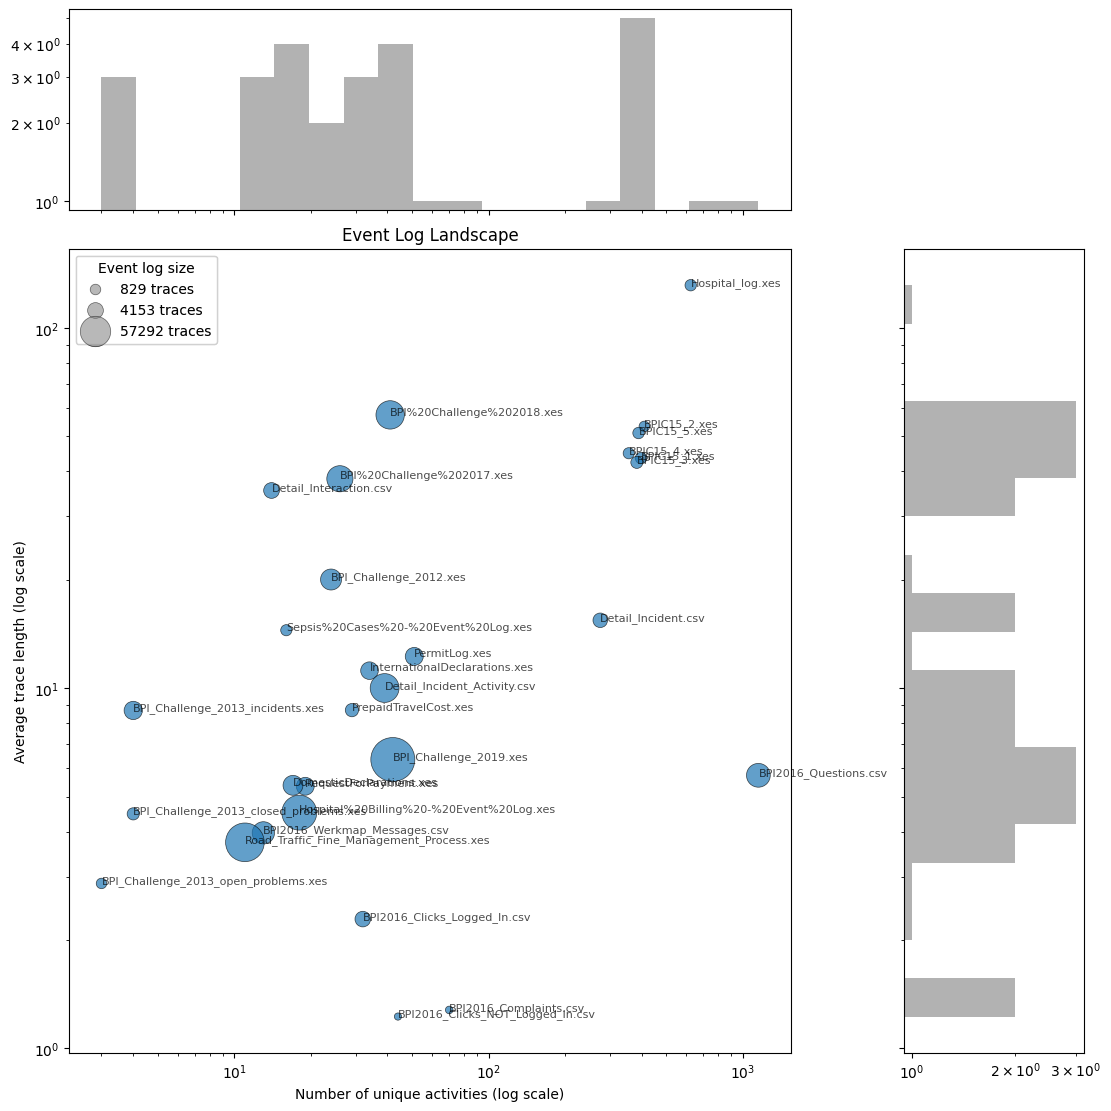 4 × 10⁰
3 × 10⁰
2 × 10⁰
10⁰
Event Log Landscape
Event log size
829 traces
4153 traces
57292 traces
Hospital_log.xes
10²
BPI%20Challenge%202018.xes
BPIC15_2.xes
BPIC15_5.xes
BPIC15_4.xes
BPIC15_1.xes
BPIC15_3.xes
BPI%20Challenge%202017.xes
Detail_Interaction.csv
BPI_Challenge_2012.xes
Detail_Incident.csv
Sepsis%20Cases%20-%20Event%20Log.xes
PermitLog.xes
InternationalDeclarations.xes
Detail_Incident_Activity.csv
10¹
PrepaidTravelCost.xes
BPI_Challenge_2013_incidents.xes
BPI_Challenge_2019.xes
BPI2016_Questions.csv
DomesticDeclarations.xes
RequestForPayment.xes
Hospital%20Billing%20-%20Event%20Log.xes
BPI_Challenge_2013_closed_problems.xes
BPI2016_Werkmap_Messages.csv
Road_Traffic_Fine_Management_Process.xes
BPI_Challenge_2013_open_problems.xes
BPI2016_Clicks_Logged_In.csv
BPI2016_Complaints.csv
BPI2016_Clicks_NOT_Logged_In.csv
10⁰
Average trace length (log scale)
10¹
10²
10³
Number of unique activities (log scale)
10⁰
2 × 10⁰
3 × 10⁰